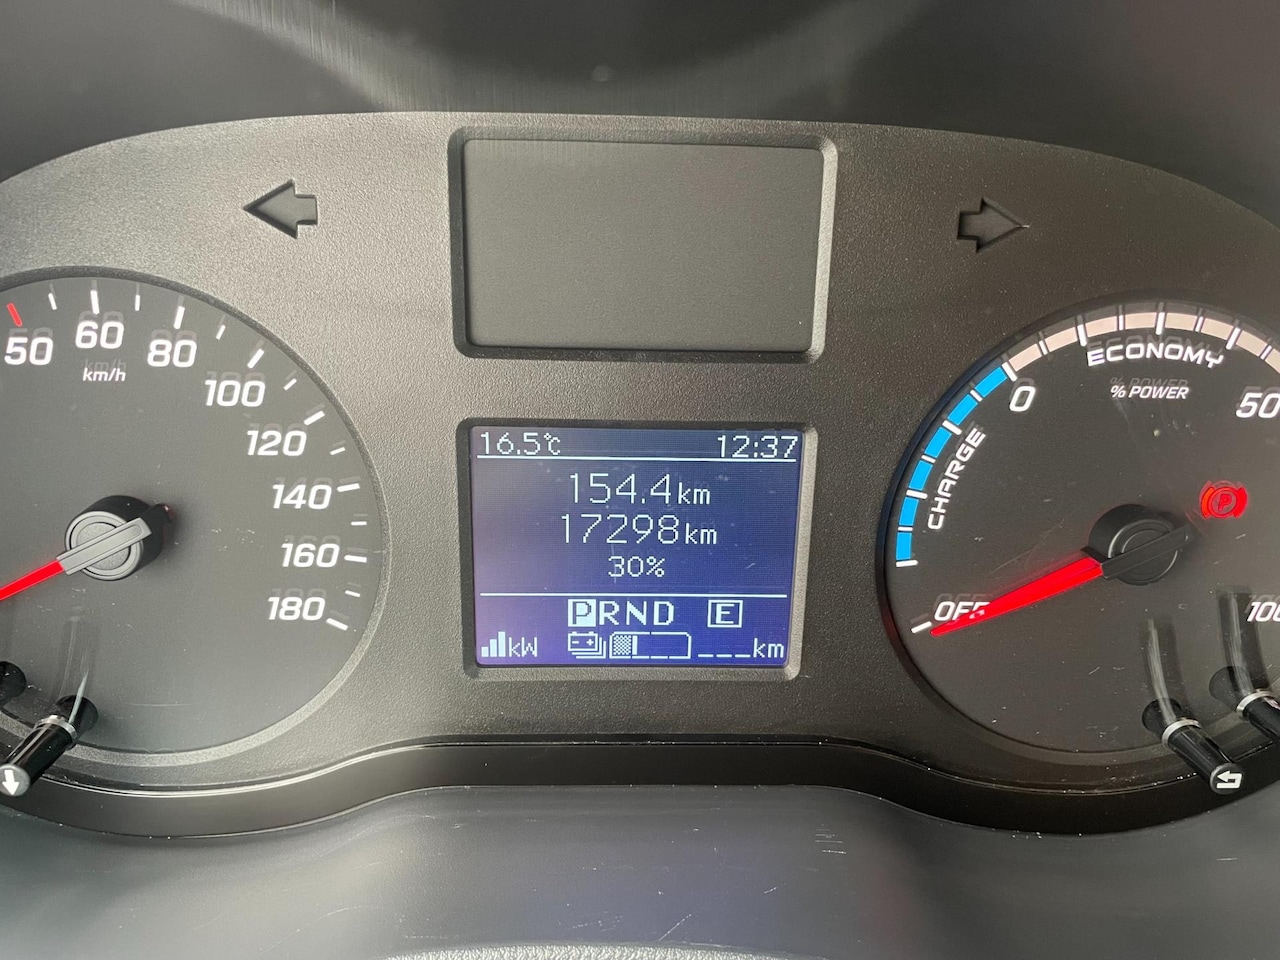 50
60
80
100
120
140
160
180
km/h
16.5°C 12:37
154.4km
17298km
30%
PRND E
kW ___km
ECONOMY
% POWER
0
50
CHARGE
OFF
100
P